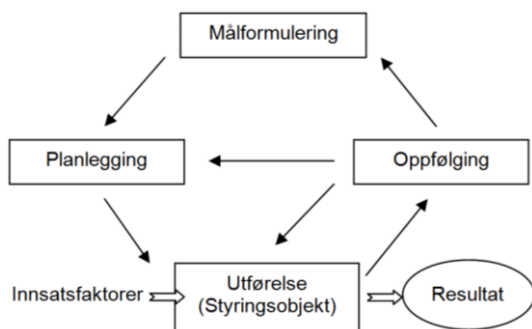 Målformulering
Planlegging
Oppfølging
Innsatsfaktorer
Utførelse
(Styringsobjekt)
Resultat